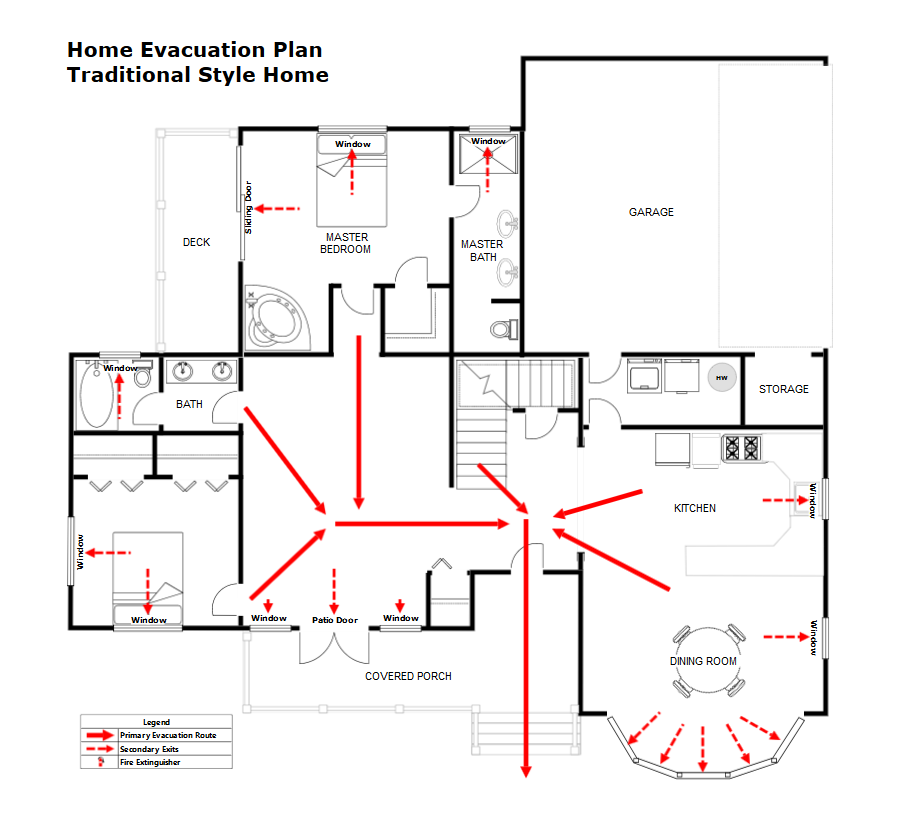 Home Evacuation Plan
Traditional Style Home
Window
Window
Sliding Door
GARAGE
DECK
MASTER
BEDROOM
MASTER
BATH
Window
BATH
HW
STORAGE
KITCHEN
Window
Window
Window
Window
Patio Door
Window
Window
DINING ROOM
COVERED PORCH
Legend
Primary Evacuation Route
Secondary Exits
Fire Extinguisher